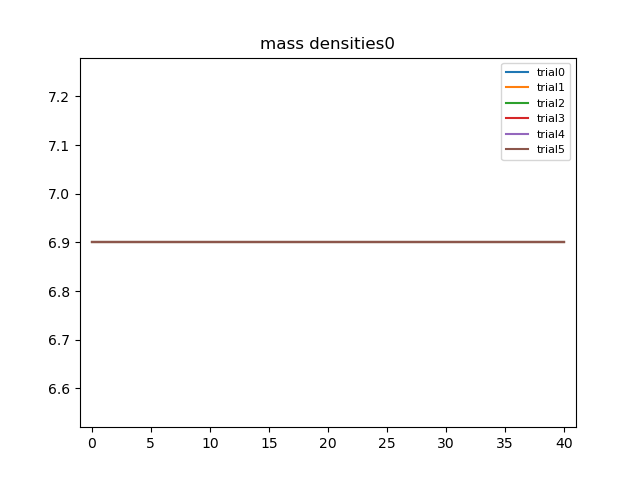 mass densities0
trial0
trial1
trial2
trial3
trial4
trial5
7.2
7.1
7.0
6.9
6.8
6.7
6.6
0 5 10 15 20 25 30 35 40